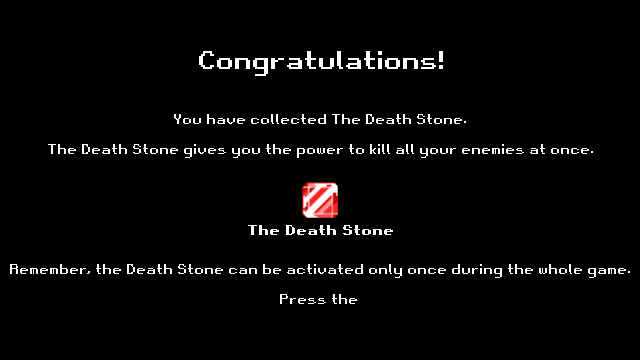 Congratulations!
You have collected The Death Stone.
The Death Stone gives you the power to kill all your enemies at once.
The Death Stone
Remember, the Death Stone can be activated only once during the whole game.
Press the